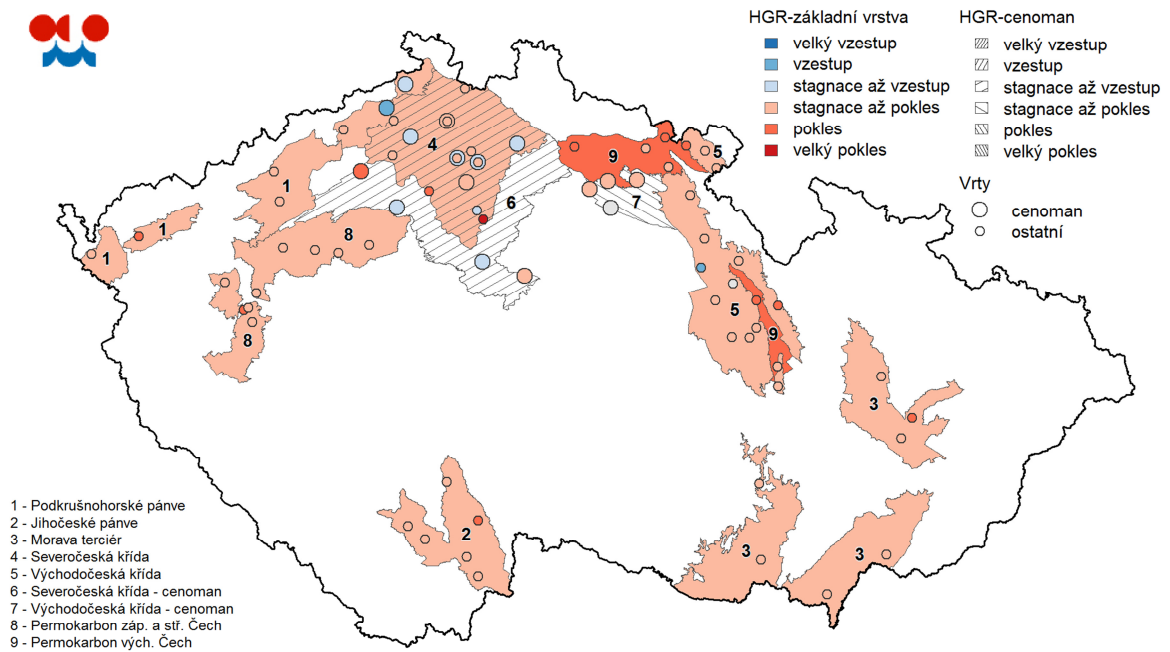 HGR-základní vrstva
velký vzestup
vzestup
stagnace až vzestup
stagnace až pokles
pokles
velký pokles
HGR-cenoman
velký vzestup
vzestup
stagnace až vzestup
stagnace až pokles
pokles
velký pokles
Vrty
cenoman
ostatní
4
9
5
1
6
7
1
8
1
5
8
9
3
2
3
3
1 - Podkrušnohorské pánve
2 - Jihočeské pánve
3 - Morava terciér
4 - Severočeská křída
5 - Východočeská křída
6 - Severočeská křída - cenoman
7 - Východočeská křída - cenoman
8 - Permokarbon záp. a stř. Čech
9 - Permokarbon vých. Čech